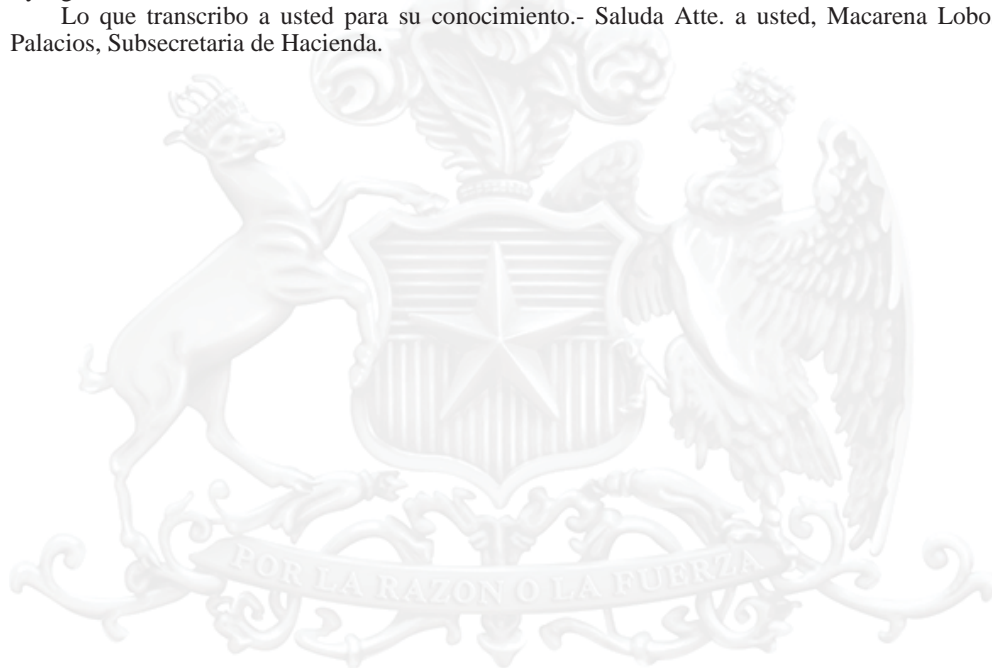 Lo que transcribo a usted para su conocimiento.- Saluda Atte. a usted, Macarena Lobo
Palacios, Subsecretaria de Hacienda.
POR LA RAZON O LA FUERZA